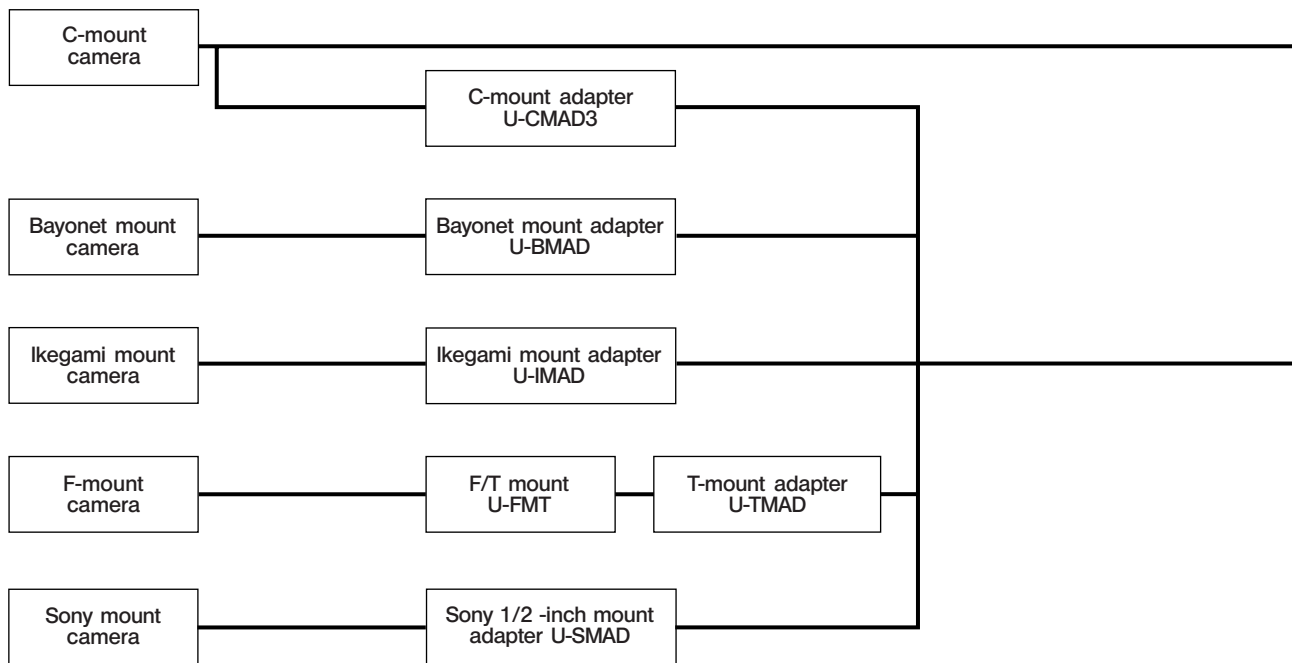 C-mount
camera
C-mount adapter
U-CMAD3
Bayonet mount
camera
Bayonet mount adapter
U-BMAD
Ikegami mount
camera
Ikegami mount adapter
U-IMAD
F-mount
camera
F/T mount
U-FMT
T-mount adapter
U-TMAD
Sony mount
camera
Sony 1/2 -inch mount
adapter U-SMAD